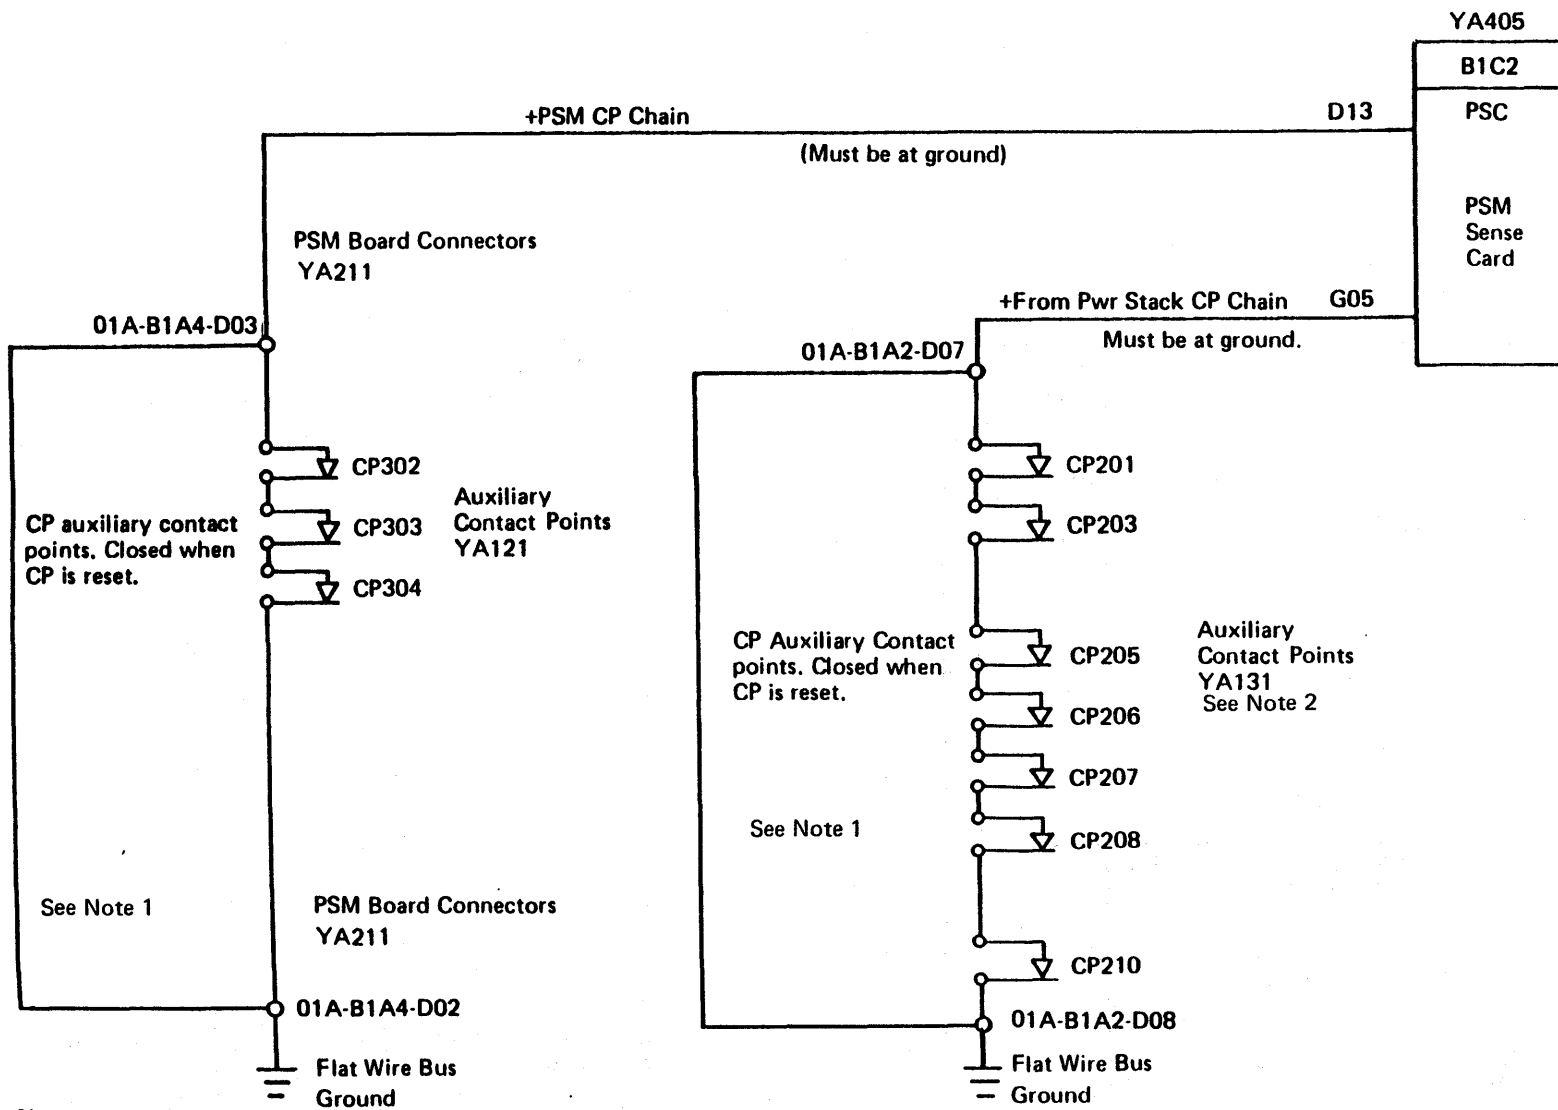 YA405
B1C2
+PSM CP Chain
D13
PSC
(Must be at ground)
PSM
Sense
Card
PSM Board Connectors
YA211
+From Pwr Stack CP Chain
G05
01A-B1A4-D03
Must be at ground.
01A-B1A2-D07
CP302
CP303
CP304
Auxiliary
Contact Points
YA121
CP auxiliary contact
points. Closed when
CP is reset.
CP201
CP203
CP Auxiliary Contact
points. Closed when
CP is reset.
CP205
CP206
CP207
CP208
Auxiliary
Contact Points
YA131
See Note 2
See Note 1
See Note 1
PSM Board Connectors
YA211
CP210
01A-B1A4-D02
01A-B1A2-D08
Flat Wire Bus
Ground
Flat Wire Bus
Ground